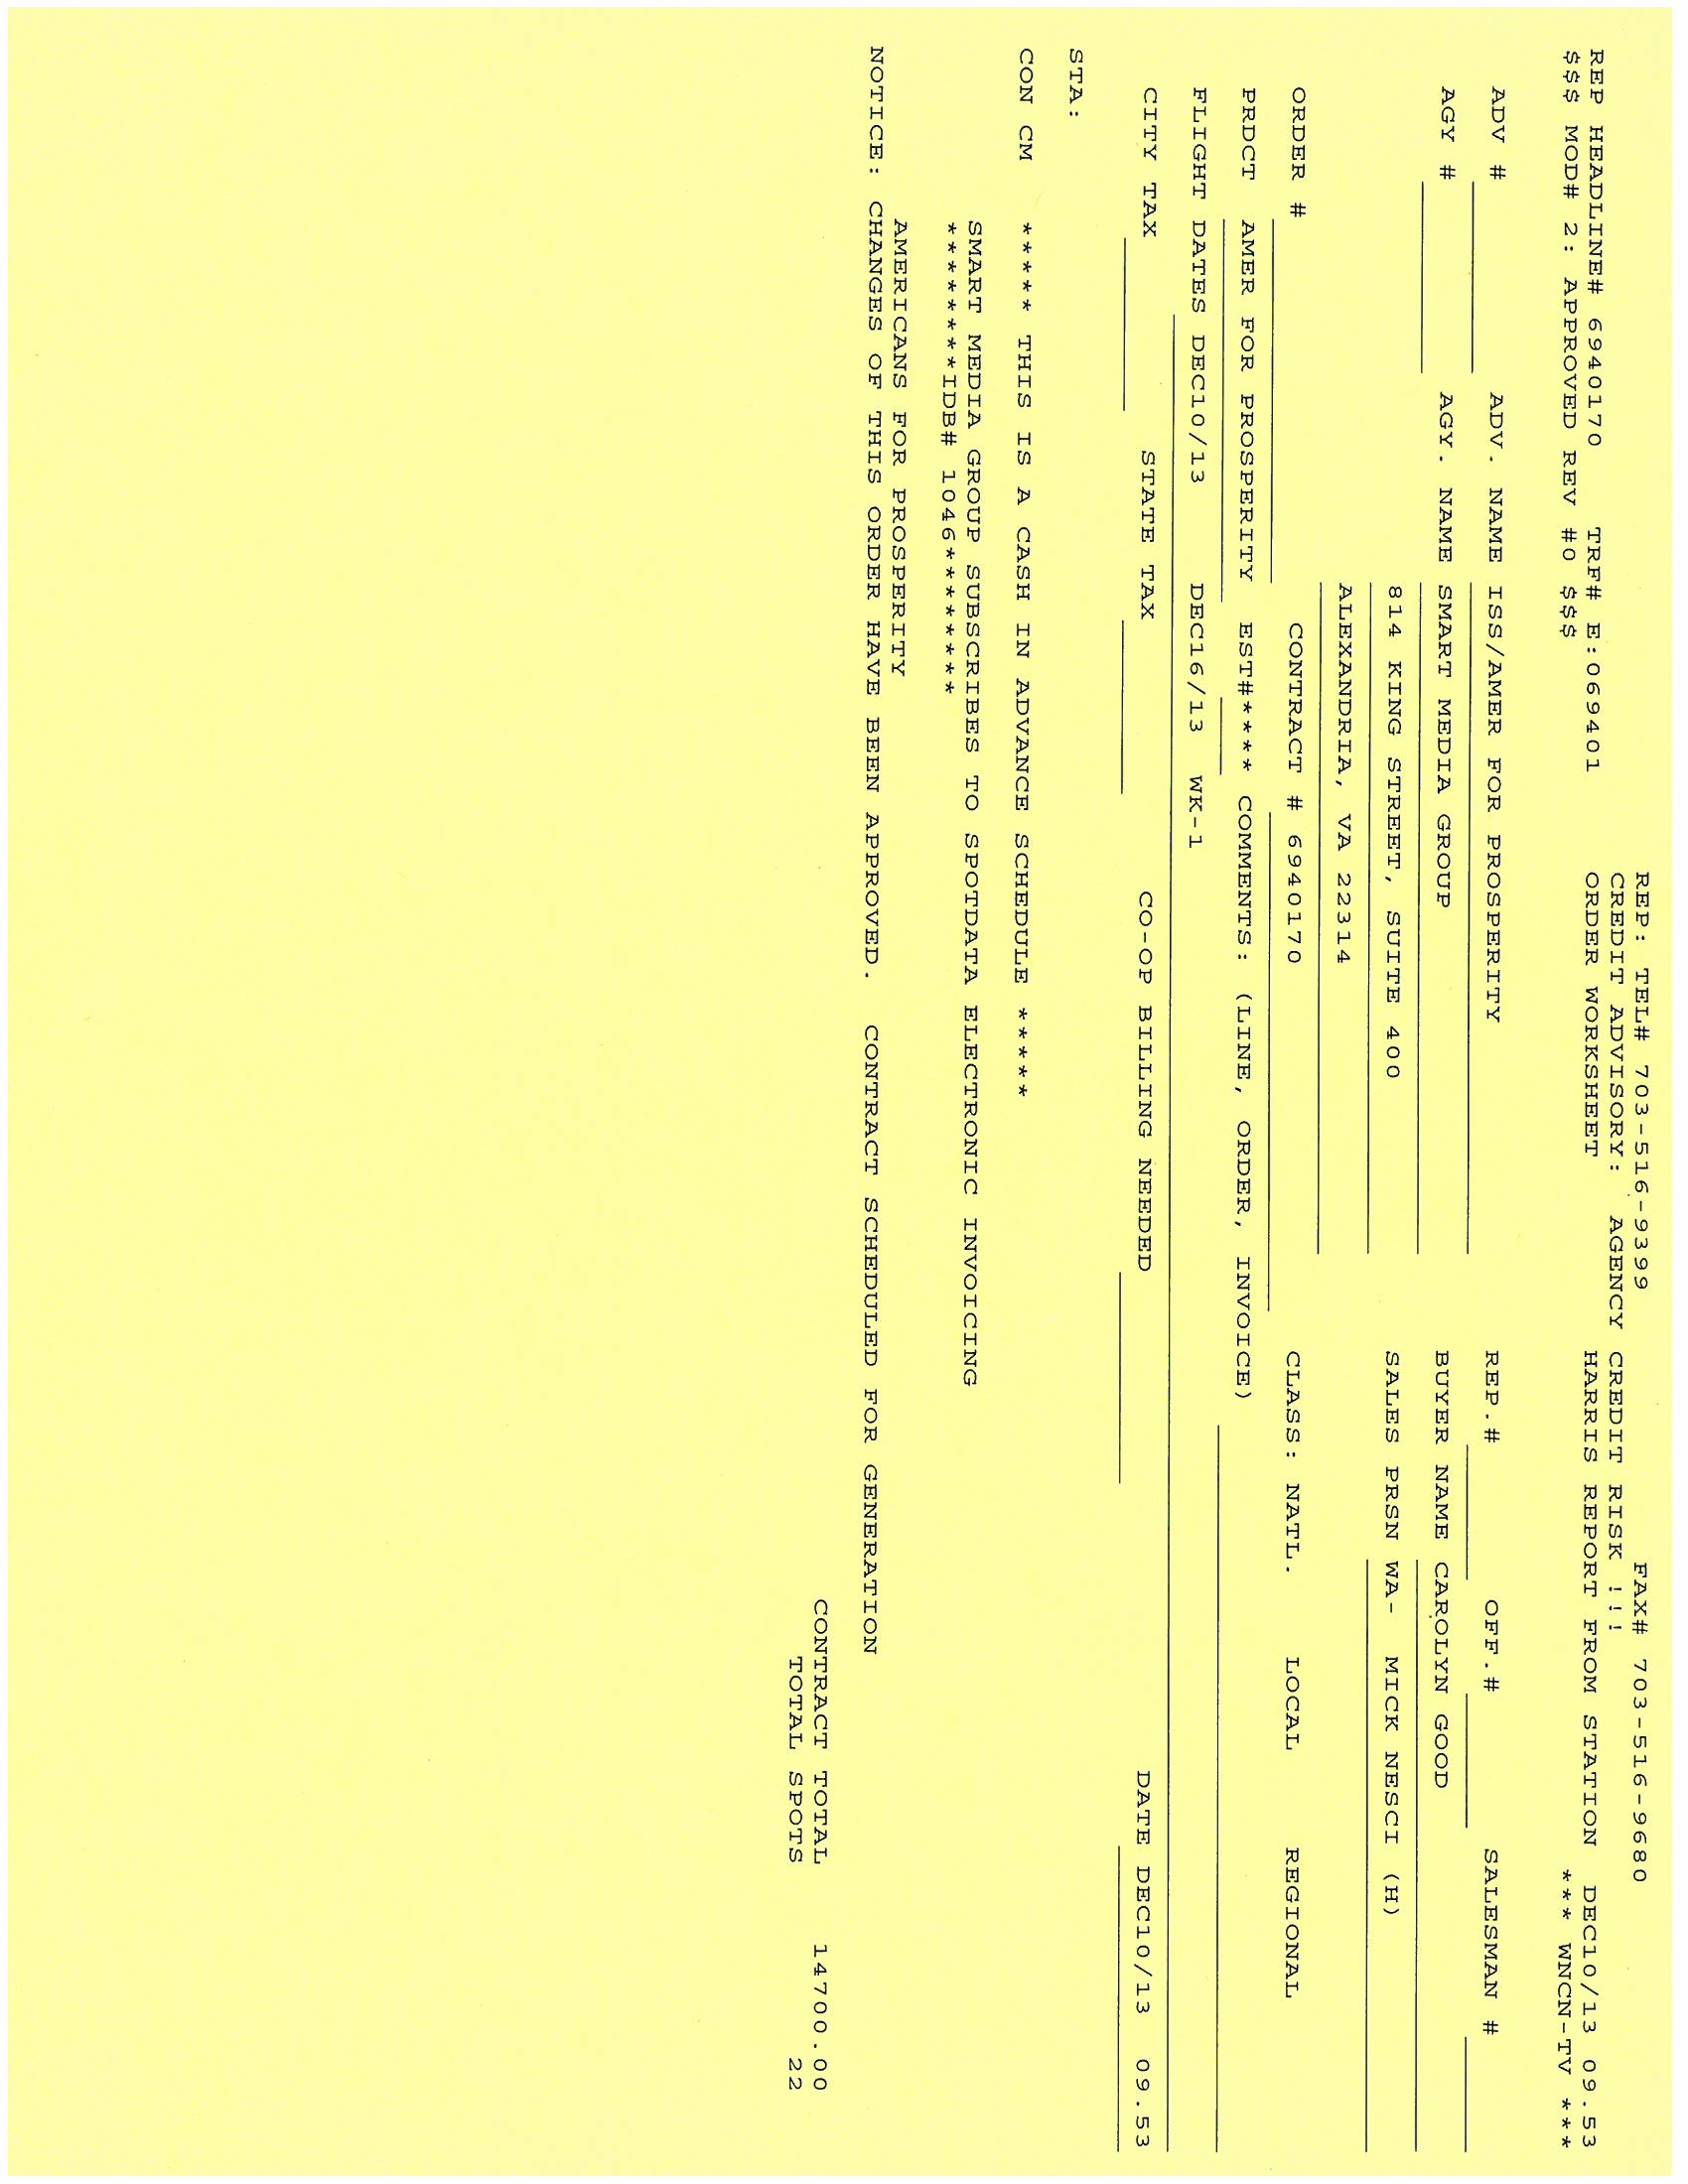 REP: TEL# 703-516-9399 FAX# 703-516-9680
CREDIT ADVISORY: AGENCY CREDIT RISK !!!
REP HEADLINE# 6940170 TRF# E:069401 ORDER WORKSHEET HARRIS REPORT FROM STATION DEC10/13 09.53
$$$ MOD# 2: APPROVED REV #0 $$$ *** WNCN-TV ***
ADV # ADV. NAME ISS/AMER FOR PROSPERITY REP.# OFF.# SALESMAN #
AGY # AGY. NAME SMART MEDIA GROUP BUYER NAME CAROLYN GOOD
814 KING STREET, SUITE 400 SALES PRSN WA- MICK NESCI (H)
ALEXANDRIA, VA 22314
ORDER # CONTRACT # 6940170 CLASS: NATL. LOCAL REGIONAL
PRDCT AMER FOR PROSPERITY EST#**** COMMENTS: (LINE, ORDER, INVOICE)
FLIGHT DATES DEC10/13 DEC16/13 WK-1
CITY TAX STATE TAX CO-OP BILLING NEEDED DATE DEC10/13 09.53
STA:
CON CM ***** THIS IS A CASH IN ADVANCE SCHEDULE *****
SMART MEDIA GROUP SUBSCRIBES TO SPOTDATA ELECTRONIC INVOICING
********IDB# 1046********
AMERICANS FOR PROSPERITY
NOTICE: CHANGES OF THIS ORDER HAVE BEEN APPROVED. CONTRACT SCHEDULED FOR GENERATION
CONTRACT TOTAL 14700.00
TOTAL SPOTS 22